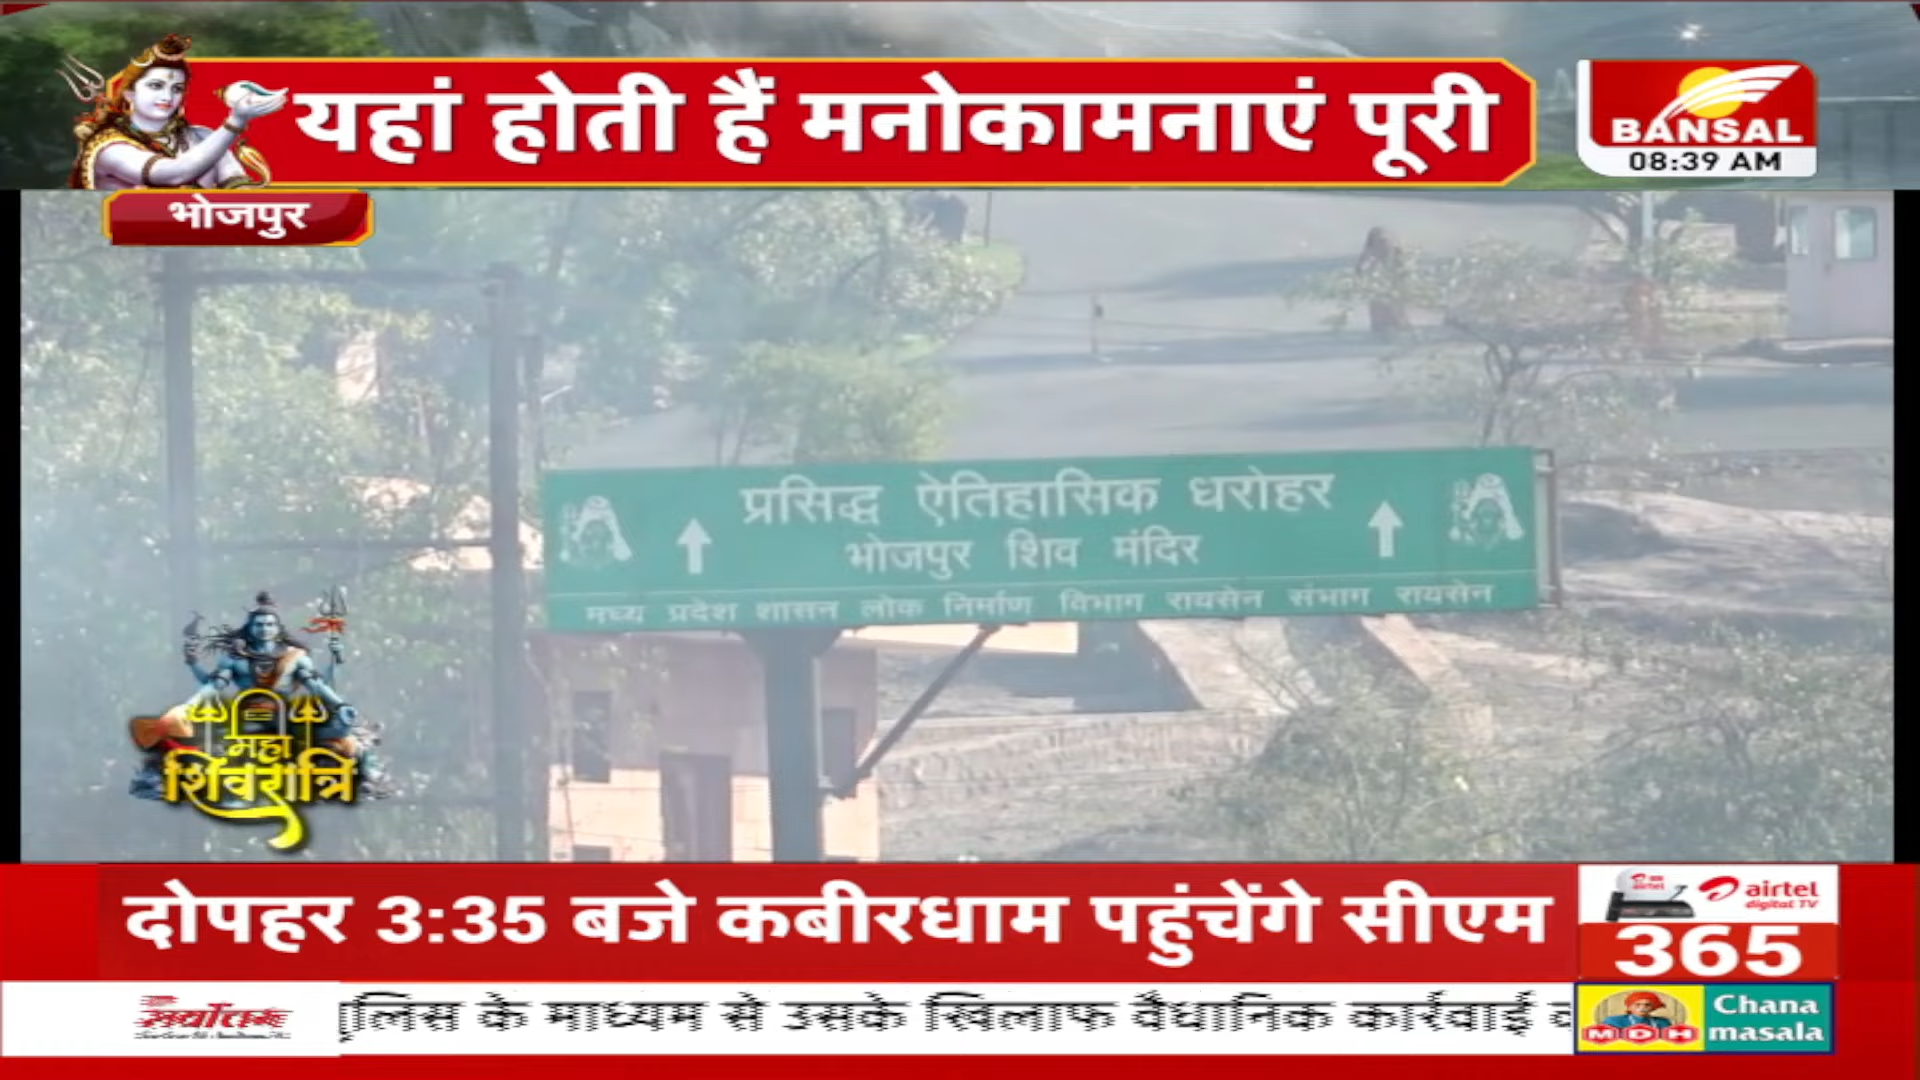 यहां होती हैं मनोकामनाएं पूरी
BANSAL
08:39 AM
भोजपुर
प्रसिद्ध ऐतिहासिक धरोहर
भोजपुर शिव मंदिर
मध्य प्रदेश शासन लोक निर्माण विभाग रायसेन संभाग रायसेन
महा
शिवरात्रि
दोपहर 3:35 बजे कबीरधाम पहुंचेंगे सीएम
airtel
digital TV
365
सर्वोत्तम
के माध्यम से उसके खिलाफ वैधानिक कार्रवाई
MDH
Chana
masala